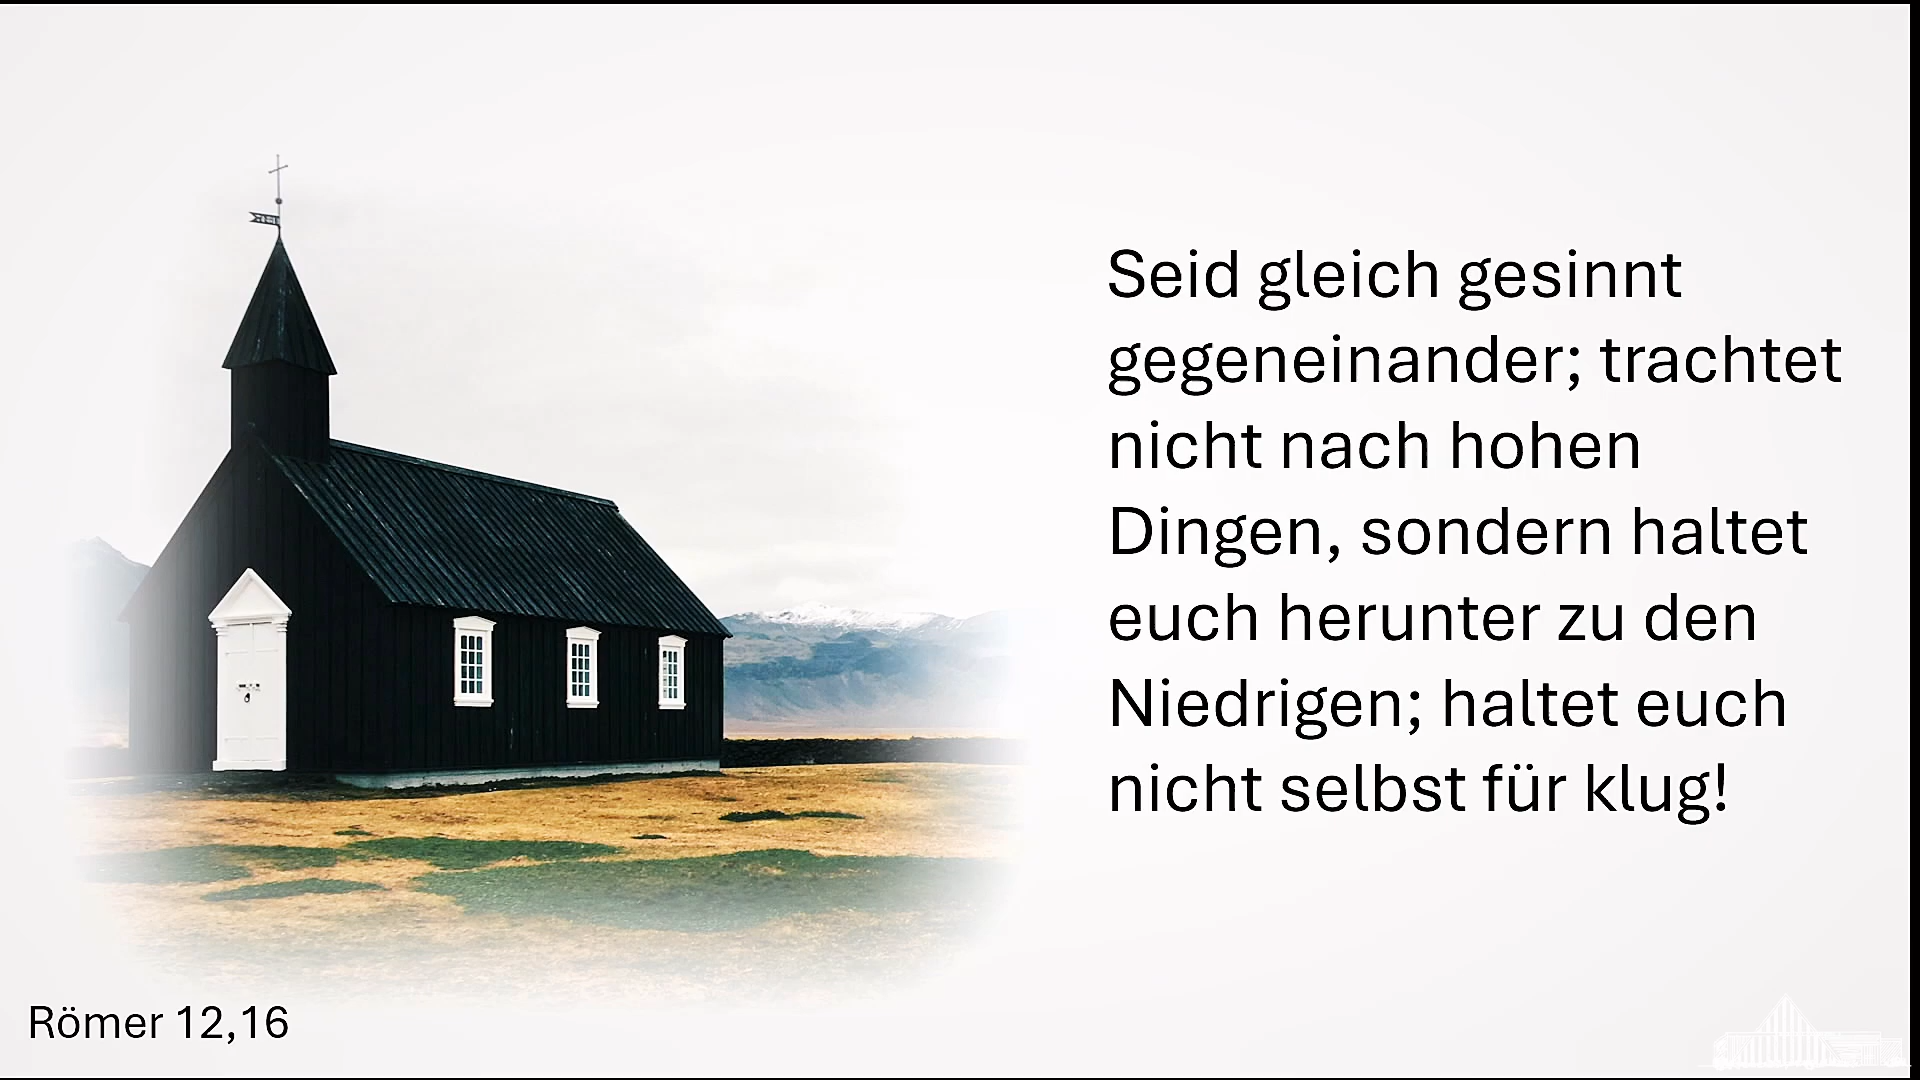 Seid gleich gesinnt
gegeneinander; trachtet
nicht nach hohen
Dingen, sondern haltet
euch herunter zu den
Niedrigen; haltet euch
nicht selbst für klug!
Römer 12,16